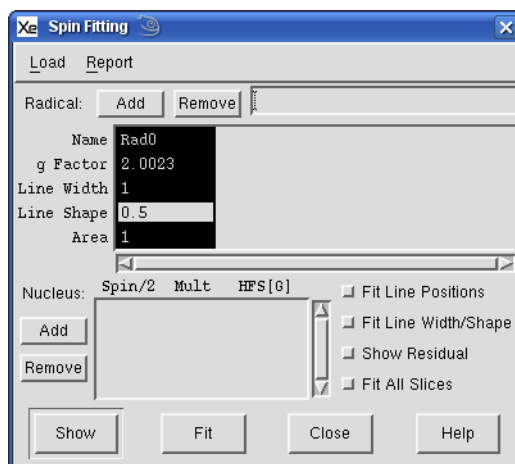 Xe Spin Fitting
Load Report
Radical: Add Remove
Name Rad0
g Factor 2.0023
Line Width 1
Line Shape 0.5
Area 1
Nucleus: Spin/2 Mult HFS[G]
Add
Remove
Fit Line Positions
Fit Line Width/Shape
Show Residual
Fit All Slices
Show Fit Close Help